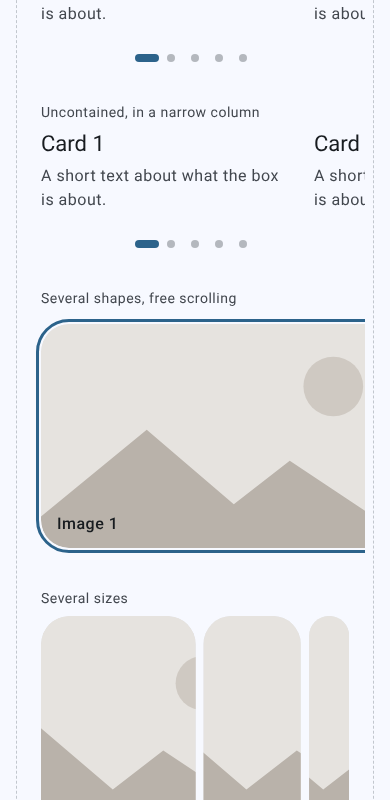 is about.
is abou
Uncontained, in a narrow column
Card 1
Card
A short text about what the box
A short
is about.
is abou
Several shapes, free scrolling
Image 1
Several sizes